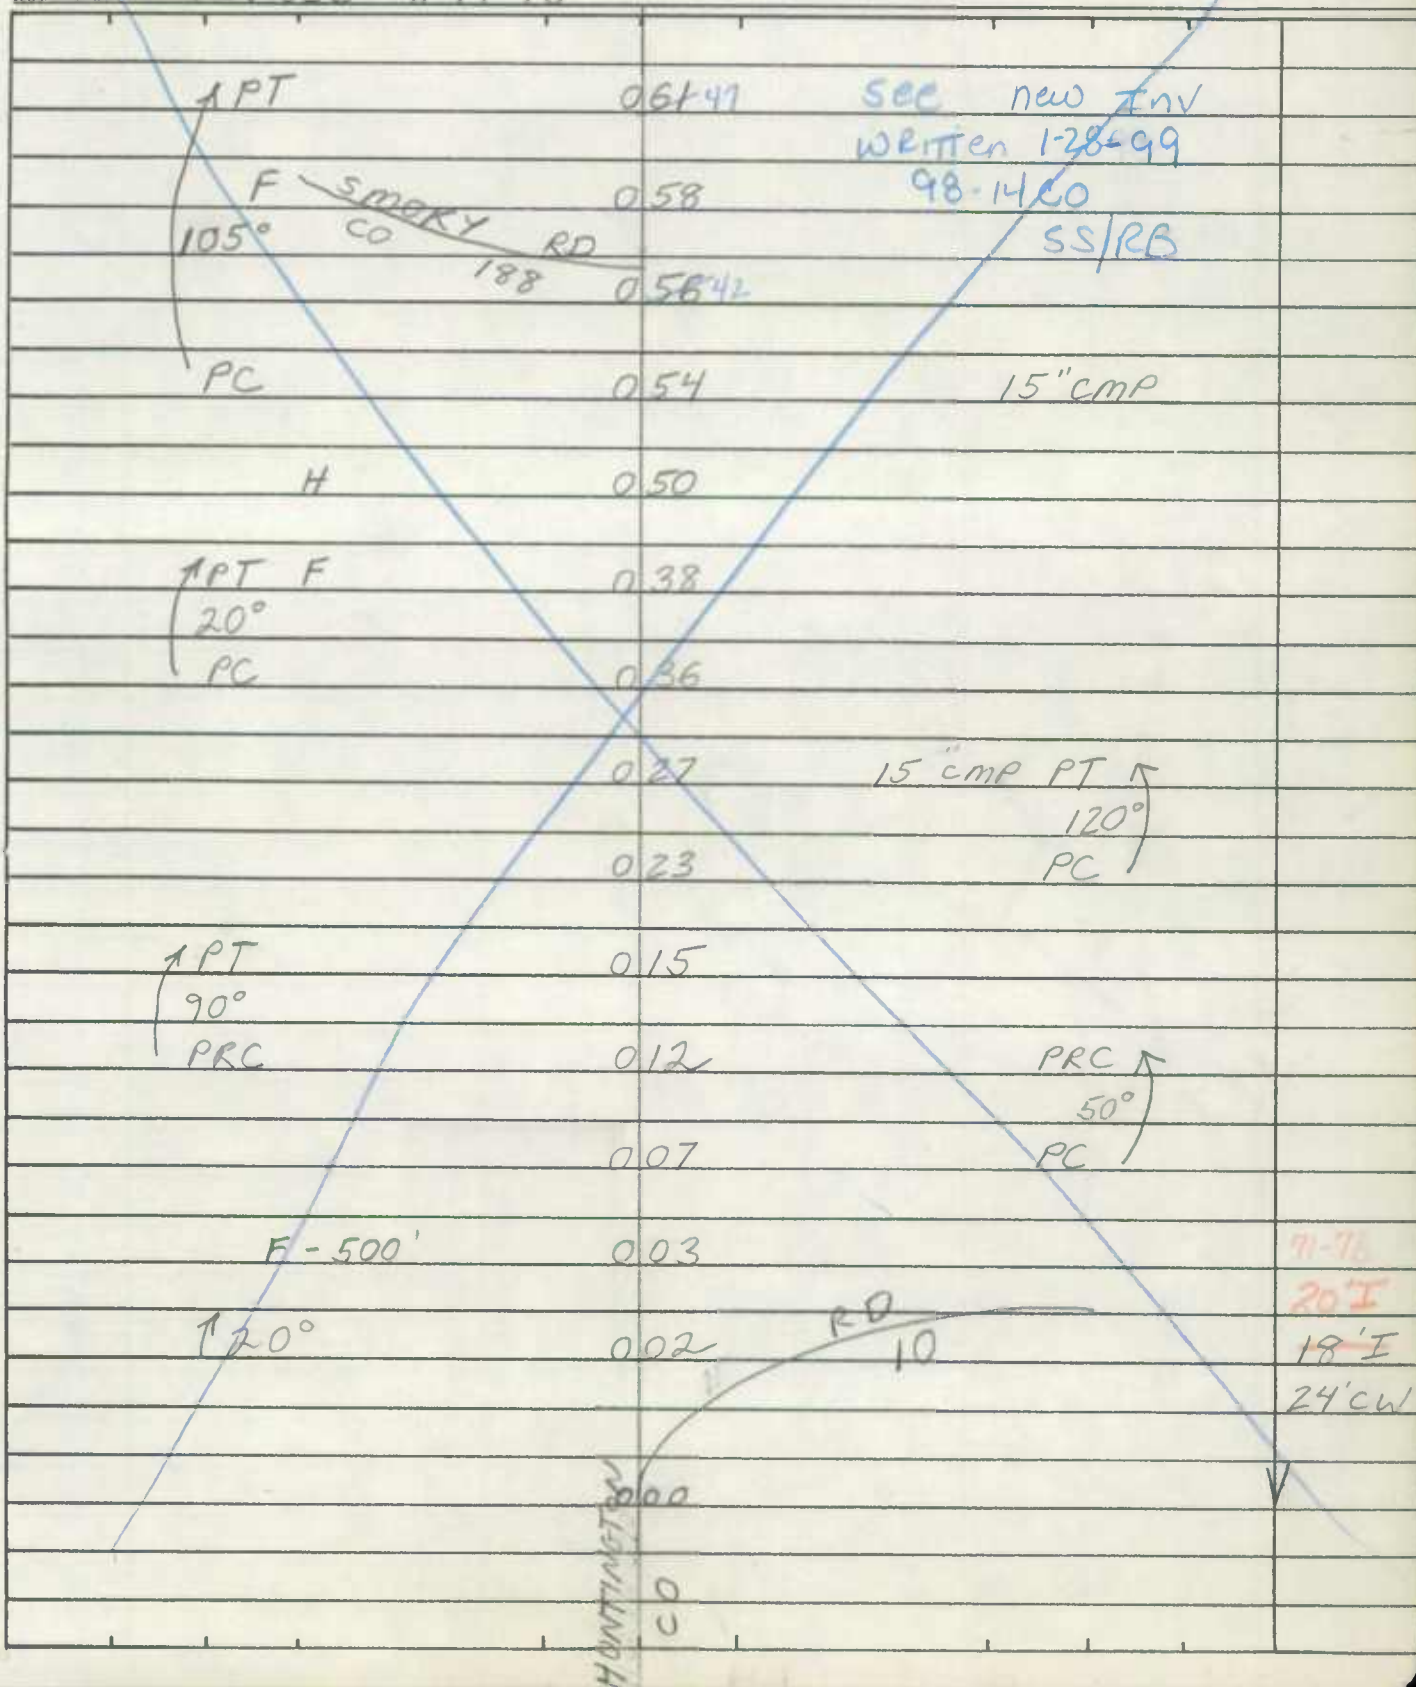 PT 0.61 47 see new Inv
WRITTen 1-28-99
F SMOKY 0.58 98-14 CO
105° CO RD SS/RB
188 0.56 42
PC 0.54 15" CMP
H 0.50
PT F 0.38
20°
PC 0.36
0.27 15" CMP PT
120°
0.23 PC
PT 0.15
90°
PRC 0.12 PRC
50°
0.07 PC
F - 500' 0.03
20' I
RD
20° 0.02 10 18' I
24' CW
0.00
HUNTINGTON
CO